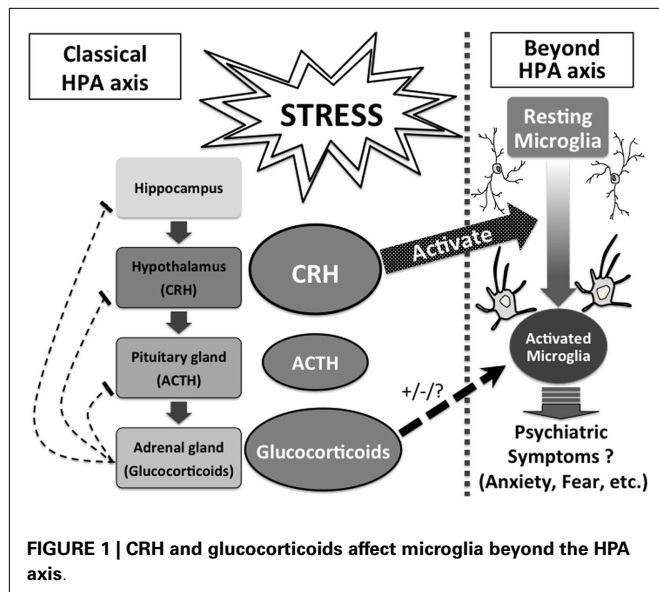 Classical
HPA axis
STRESS
Beyond
HPA axis
Resting
Microglia
Hippocampus
Hypothalamus
(CRH)
CRH
Activate
Pituitary gland
(ACTH)
ACTH
Activated
Microglia
+/-/?
Adrenal gland
(Glucocorticoids)
Glucocorticoids
Psychiatric
Symptoms ?
(Anxiety, Fear, etc.)
FIGURE 1 | CRH and glucocorticoids affect microglia beyond the HPA
axis.